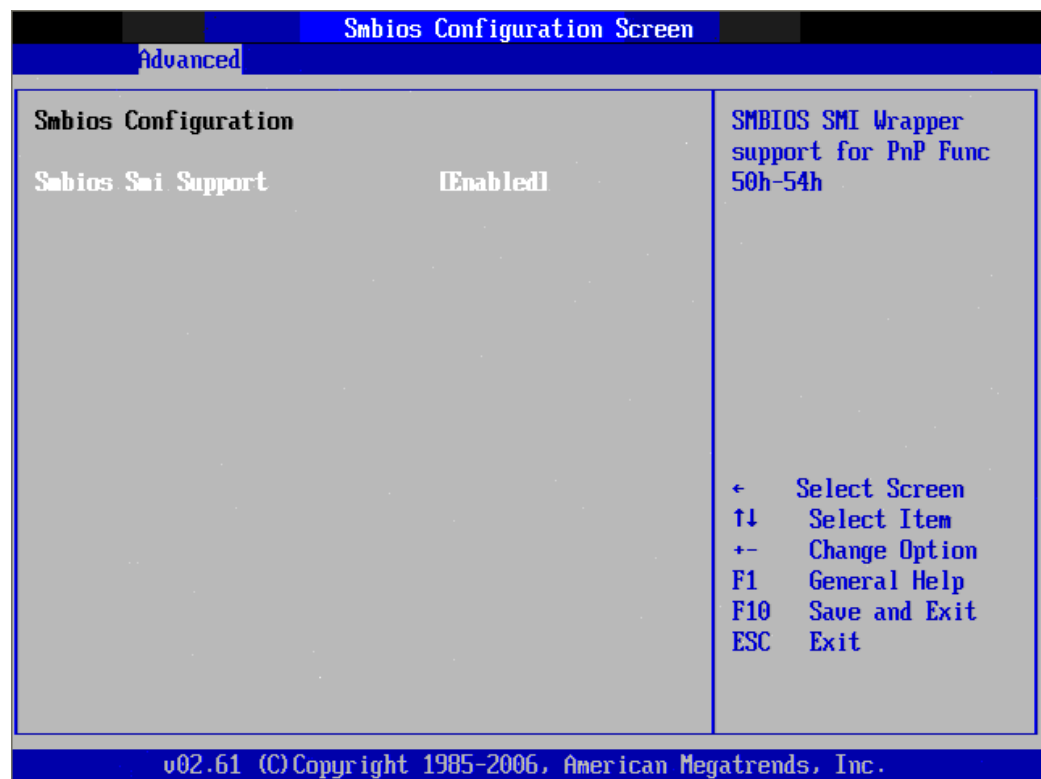 Smbios Configuration Screen
Advanced
Smbios Configuration
Smbios Smi Support [Enabled]
SMBIOS SMI Wrapper
support for PnP Func
50h-54h
← Select Screen
↑↓ Select Item
+- Change Option
F1 General Help
F10 Save and Exit
ESC Exit
v02.61 (C)Copyright 1985-2006, American Megatrends, Inc.